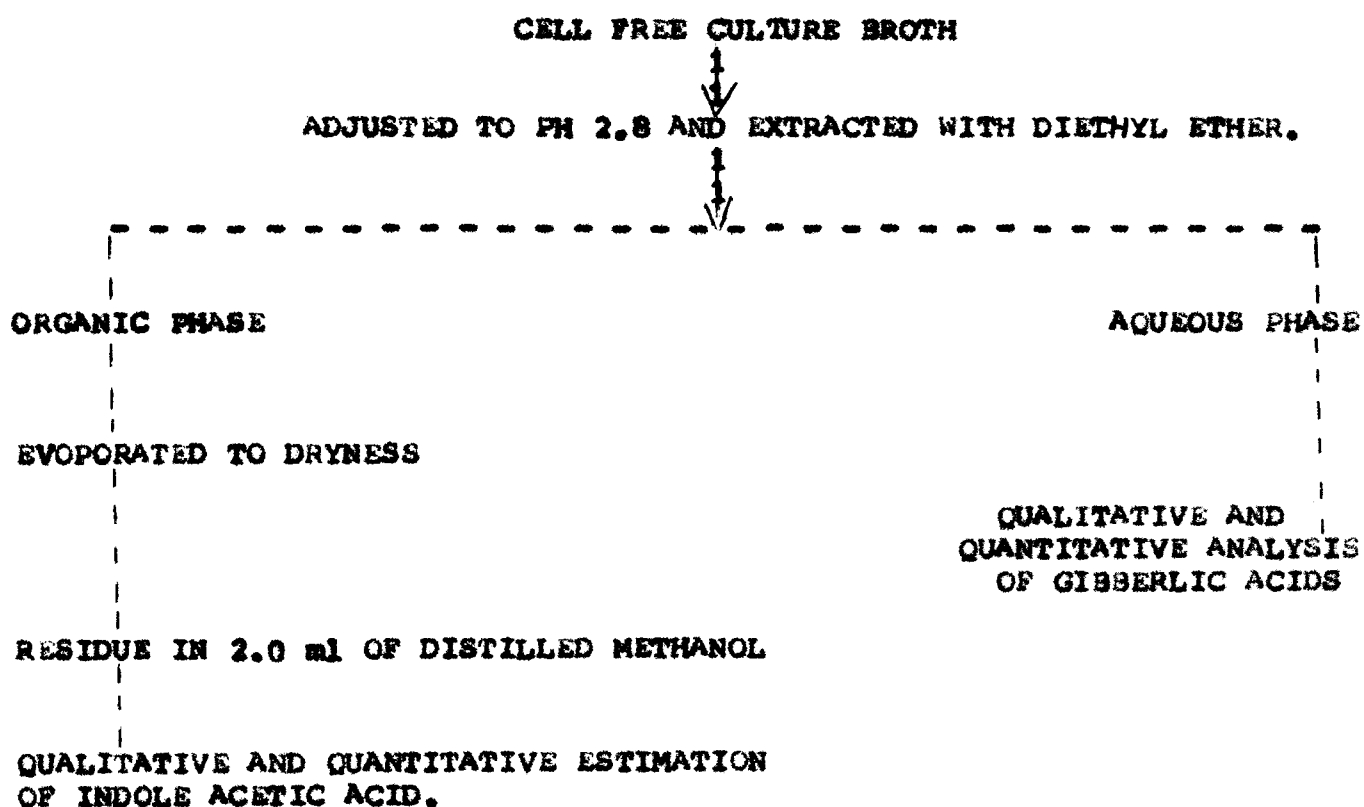 CELL FREE CULTURE BROTH
ADJUSTED TO PH 2.8 AND EXTRACTED WITH DIETHYL ETHER.
ORGANIC PHASE
AQUEOUS PHASE
EVOPORATED TO DRYNESS
QUALITATIVE AND
QUANTITATIVE ANALYSIS
OF GIBBERLIC ACIDS
RESIDUE IN 2.0 ml OF DISTILLED METHANOL
QUALITATIVE AND QUANTITATIVE ESTIMATION
OF INDOLE ACETIC ACID.